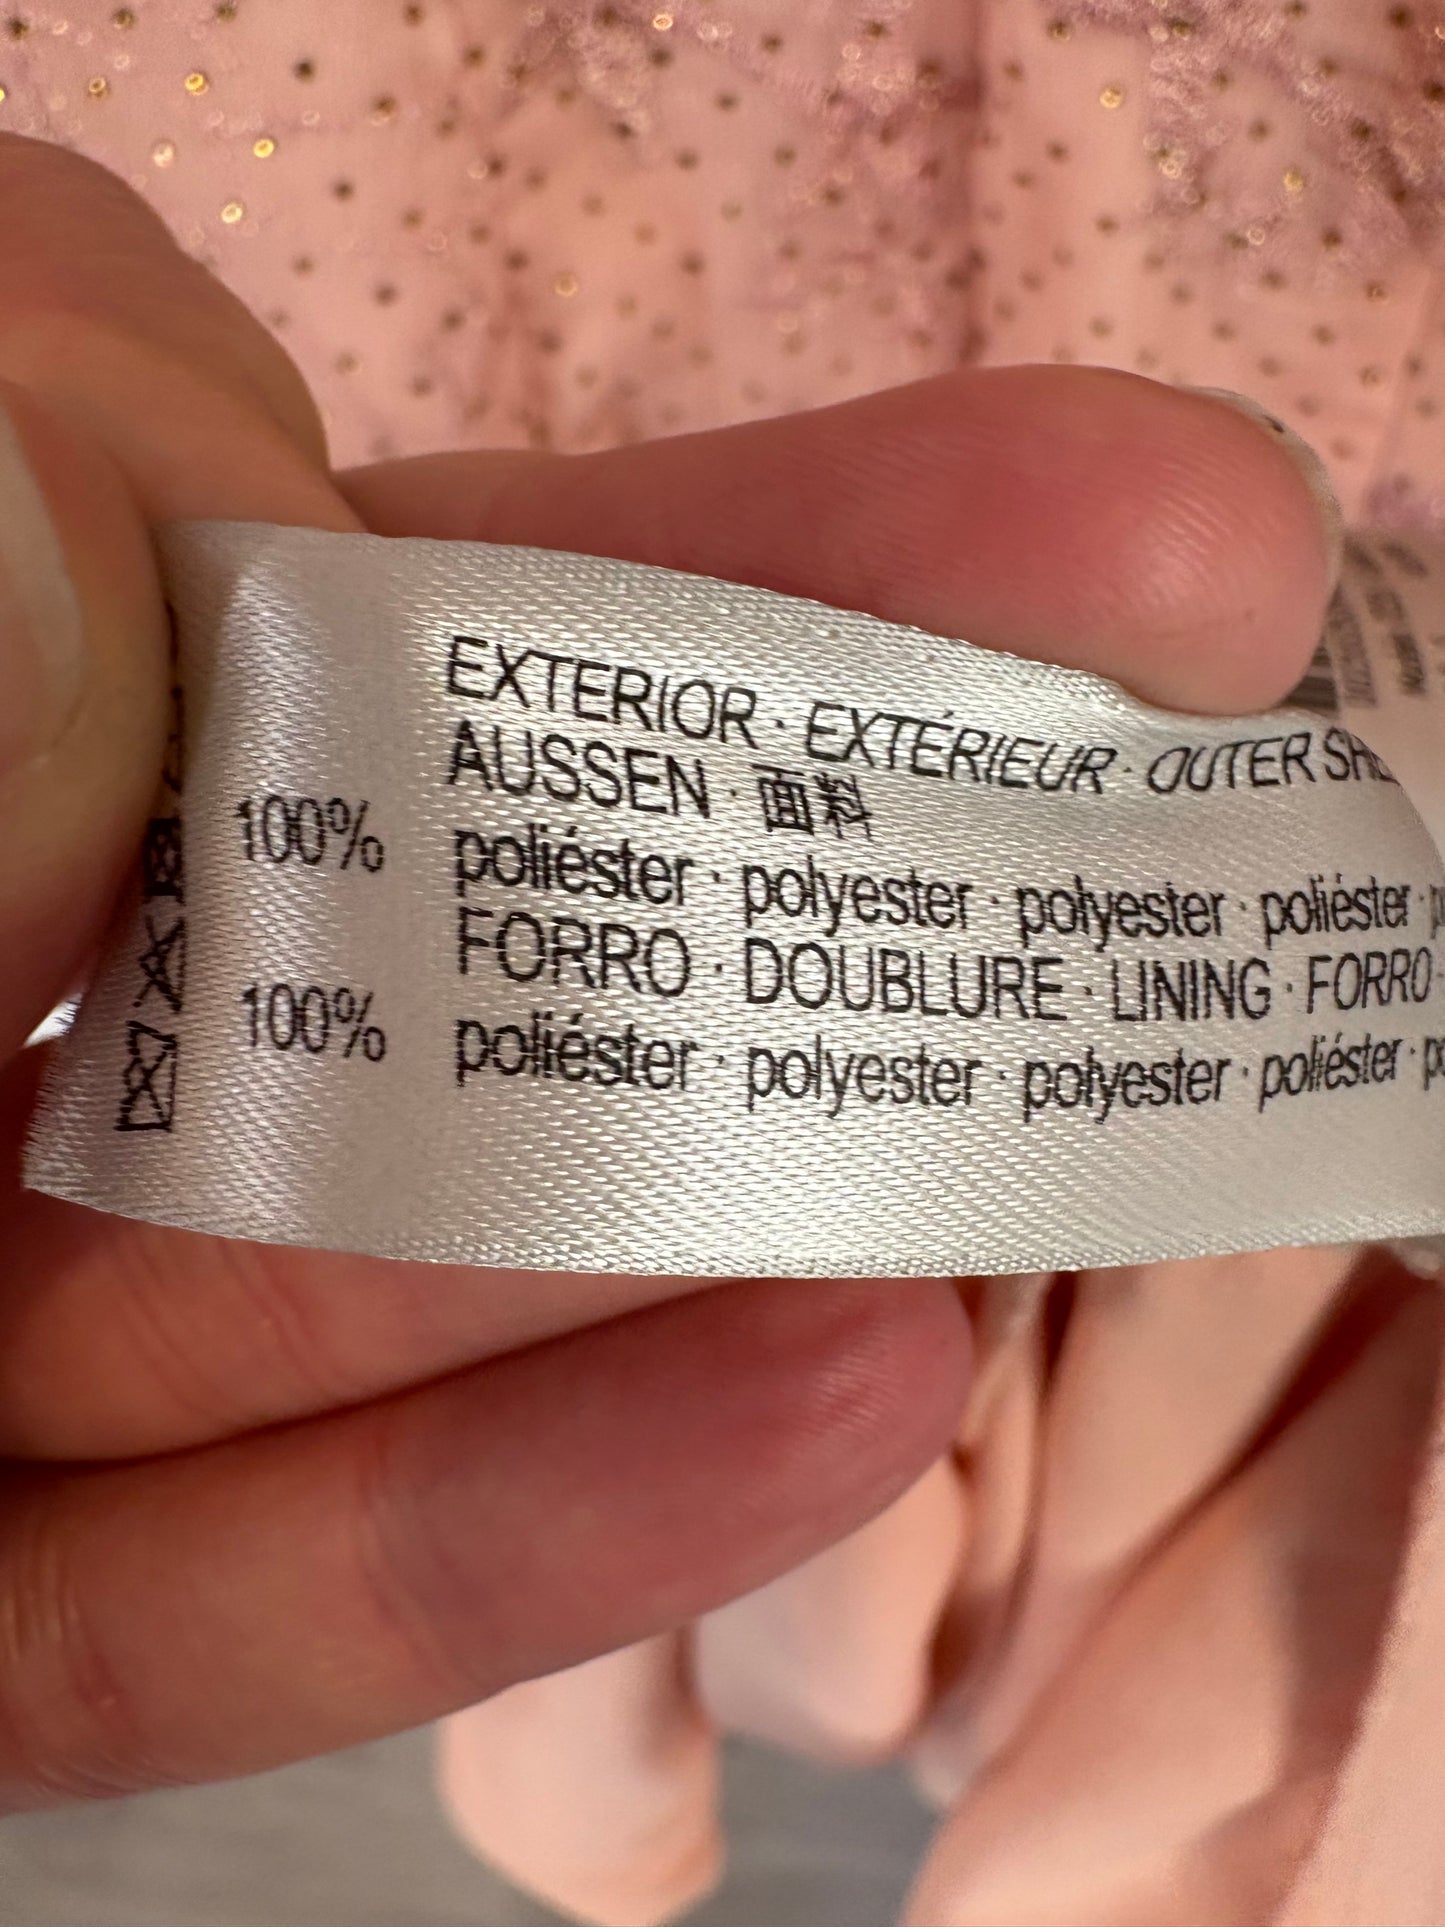 EXTERIOR · EXTÉRIEUR · OUTER
AUSSEN · 面料
100% poliéster · polyester · polyester · poliéster ·
FORRO · DOUBLURE · LINING · FORRO ·
100% poliéster · polyester · polyester · poliéster ·